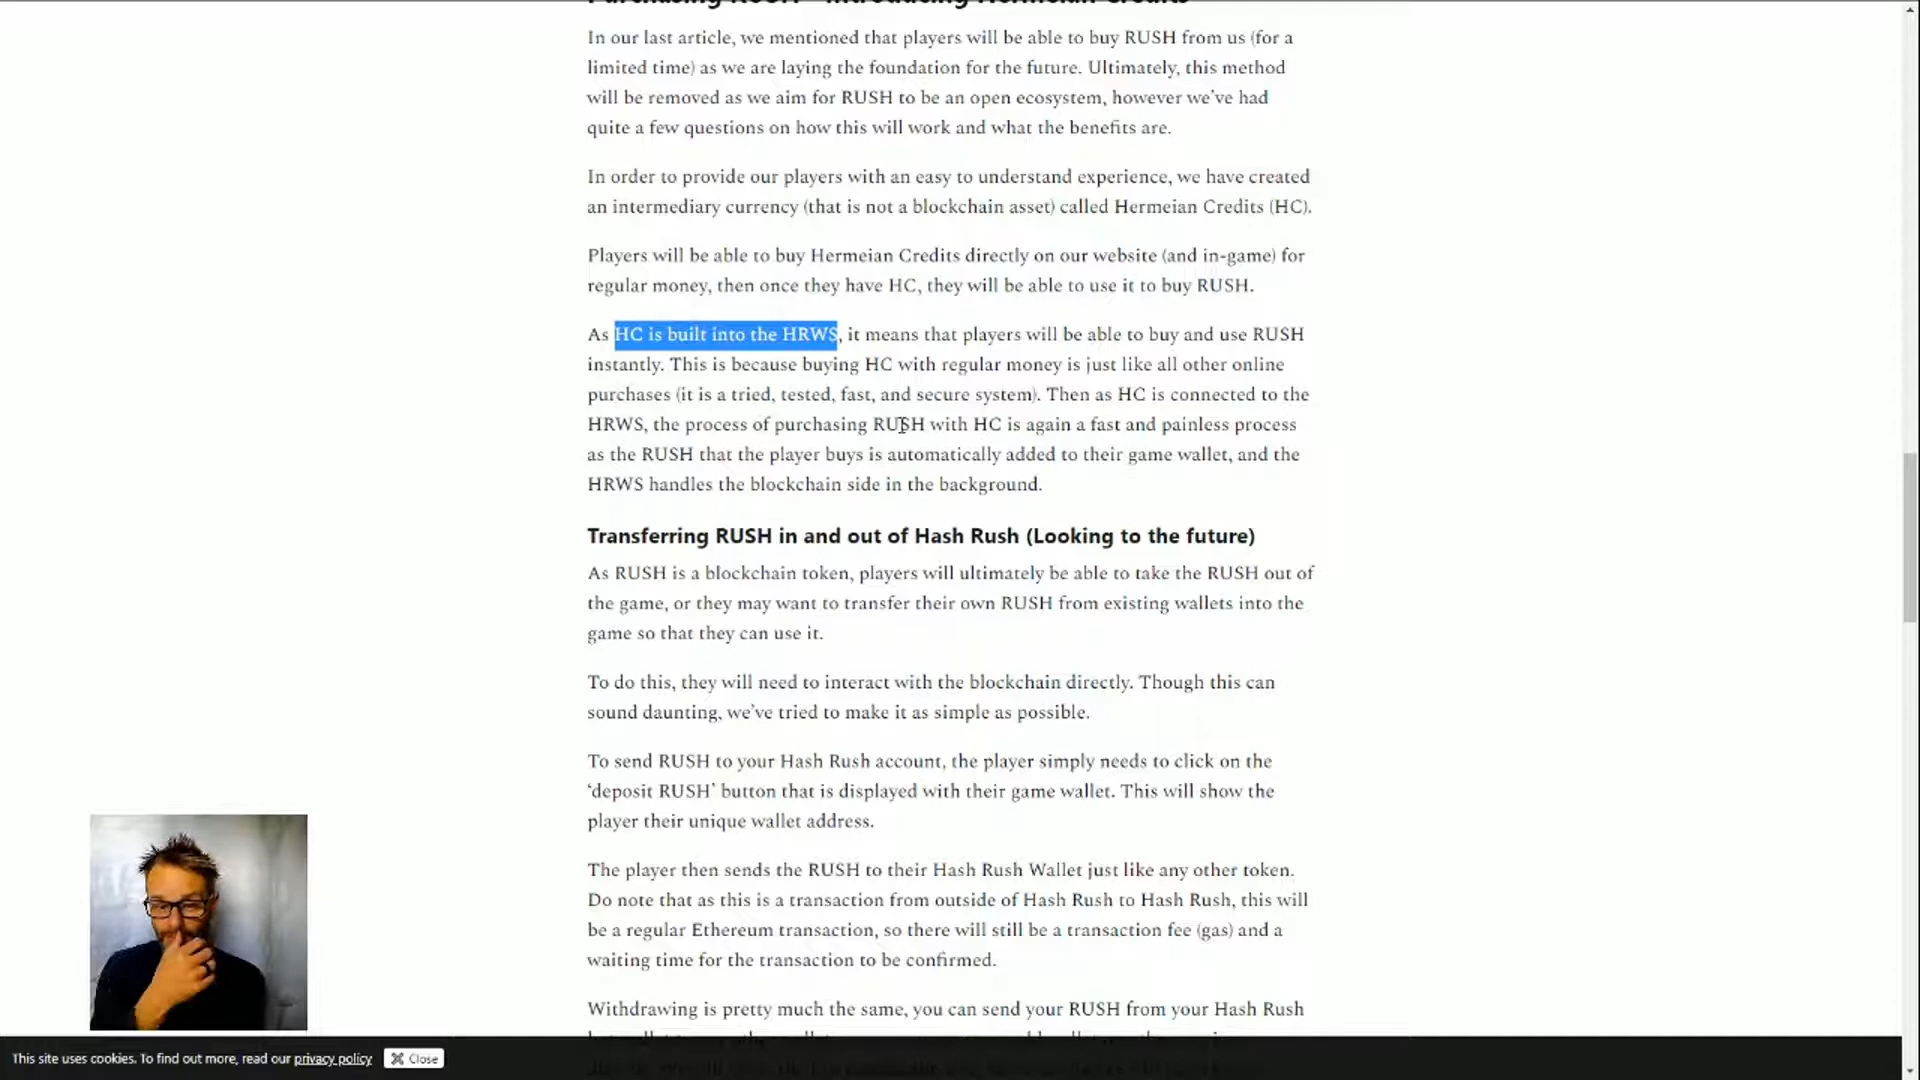 In our last article, we mentioned that players will be able to buy RUSH from us (for a
limited time) as we are laying the foundation for the future. Ultimately, this method
will be removed as we aim for RUSH to be an open ecosystem, however we’ve had
quite a few questions on how this will work and what the benefits are.
In order to provide our players with an easy to understand experience, we have created
an intermediary currency (that is not a blockchain asset) called Hermeian Credits (HC).
Players will be able to buy Hermeian Credits directly on our website (and in-game) for
regular money, then once they have HC, they will be able to use it to buy RUSH.
As HC is built into the HRWS, it means that players will be able to buy and use RUSH
instantly. This is because buying HC with regular money is just like all other online
purchases (it is a tried, tested, fast, and secure system). Then as HC is connected to the
HRWS, the process of purchasing RUSH with HC is again a fast and painless process
as the RUSH that the player buys is automatically added to their game wallet, and the
HRWS handles the blockchain side in the background.
Transferring RUSH in and out of Hash Rush (Looking to the future)
As RUSH is a blockchain token, players will ultimately be able to take the RUSH out of
the game, or they may want to transfer their own RUSH from existing wallets into the
game so that they can use it.
To do this, they will need to interact with the blockchain directly. Though this can
sound daunting, we’ve tried to make it as simple as possible.
To send RUSH to your Hash Rush account, the player simply needs to click on the
‘deposit RUSH’ button that is displayed with their game wallet. This will show the
player their unique wallet address.
The player then sends the RUSH to their Hash Rush Wallet just like any other token.
Do note that as this is a transaction from outside of Hash Rush to Hash Rush, this will
be a regular Ethereum transaction, so there will still be a transaction fee (gas) and a
waiting time for the transaction to be confirmed.
Withdrawing is pretty much the same, you can send your RUSH from your Hash Rush
This site uses cookies. To find out more, read our privacy policy Close